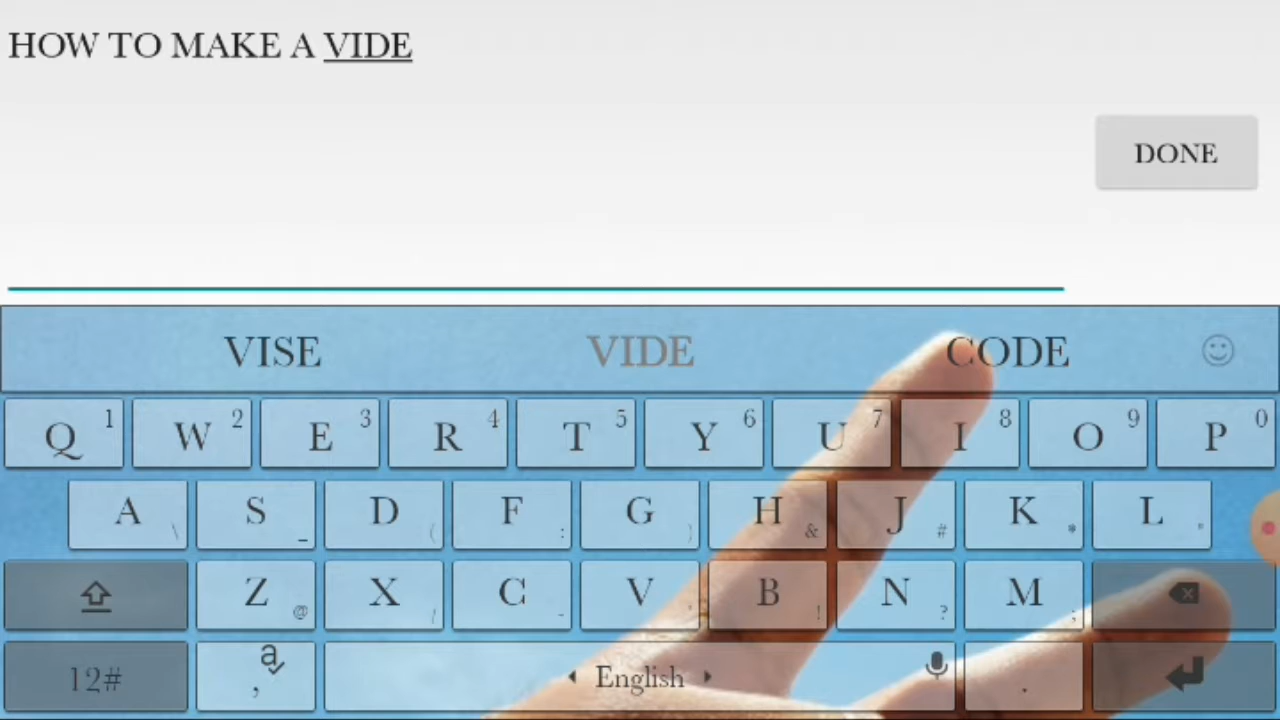 HOW TO MAKE A VIDE
DONE
VISE VIDE CODE
Q 1 W 2 E 3 R 4 T 5 Y 6 U 7 I 8 O 9 P 0
A \ S _ D ( F : G ) H & J # K * L "
Z @ X / C - V ' B ! N ? M ;
12# , a English .